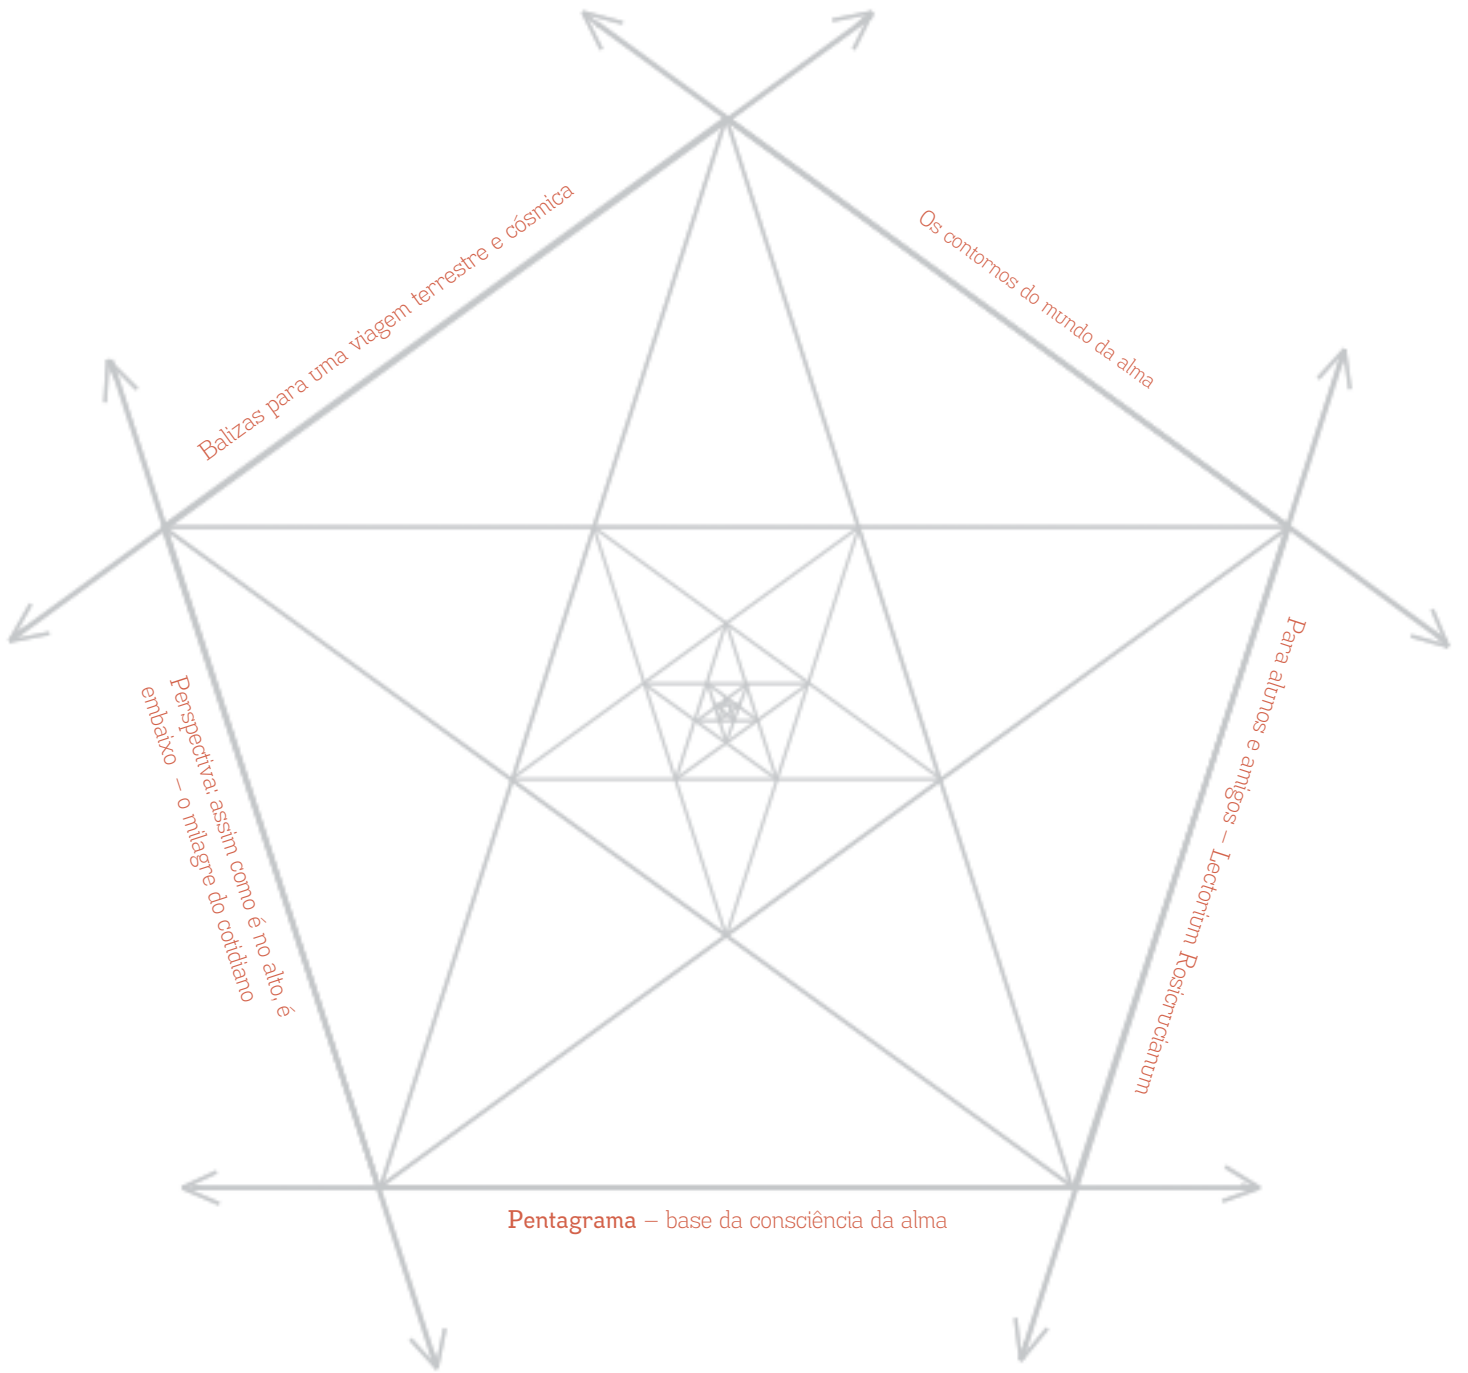 Balizas para uma viagem terrestre e cósmica
Os contornos do mundo da alma
Para alunos e amigos – Lectorium Rosicrucianum
Perspectiva; assim como é no alto, é
embaixo – o milagre do cotidiano
Pentagrama – base da consciência da alma